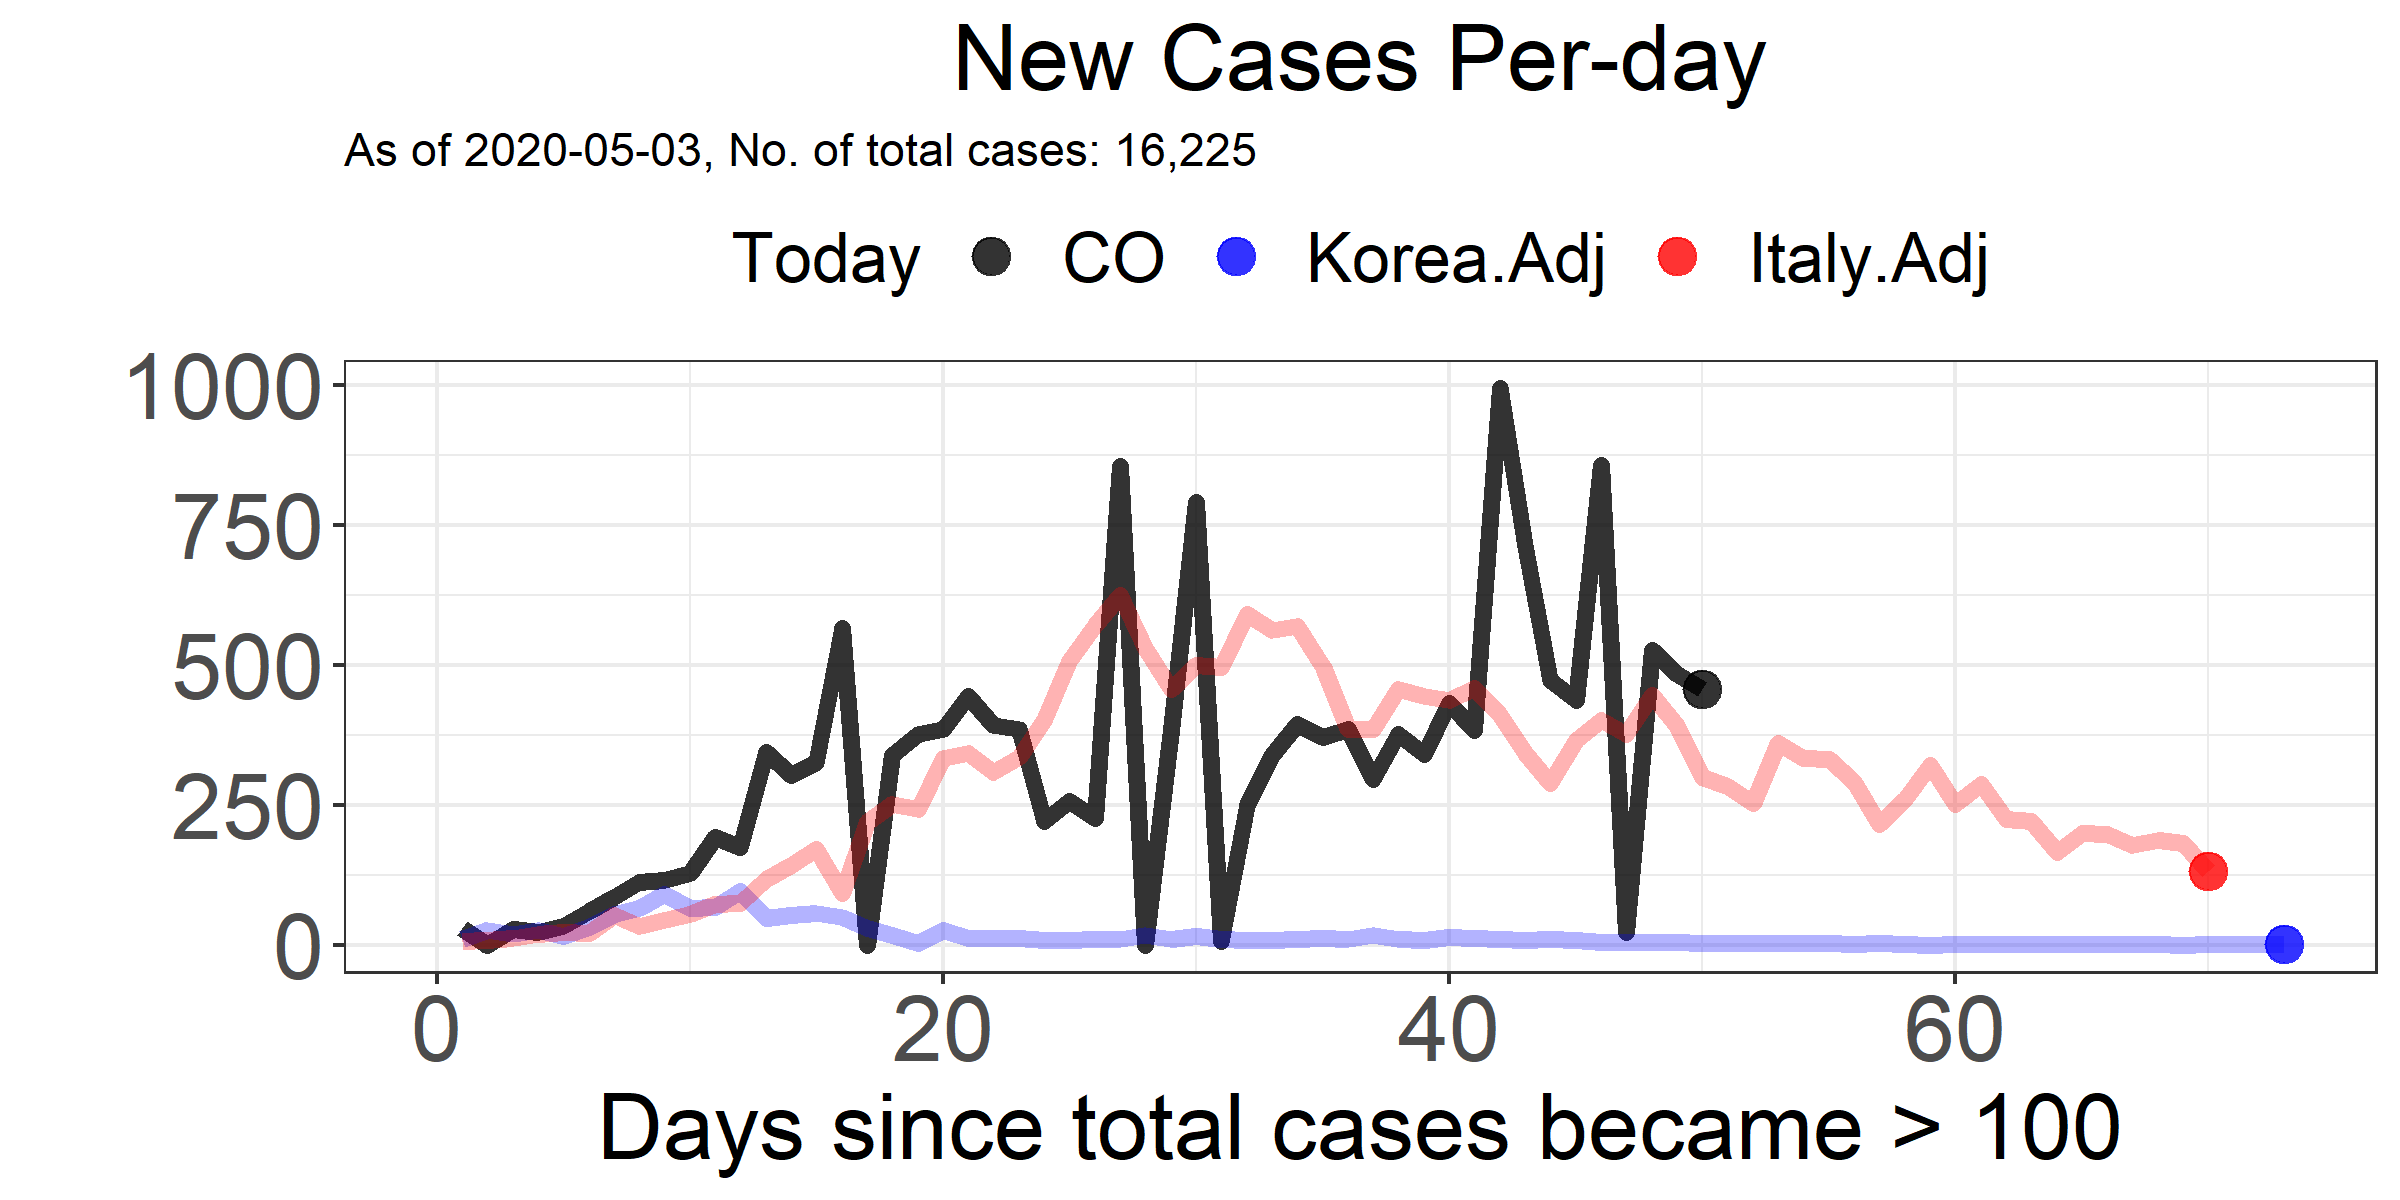 New Cases Per-day
As of 2020-05-03, No. of total cases: 16,225
Today CO Korea.Adj Italy.Adj
1000
750
500
250
0
0 20 40 60
Days since total cases became > 100